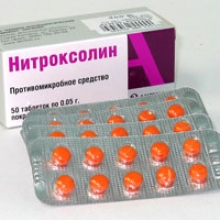 Нитроксолин
Противомикробное средство
50 таблеток по 0.05 г.